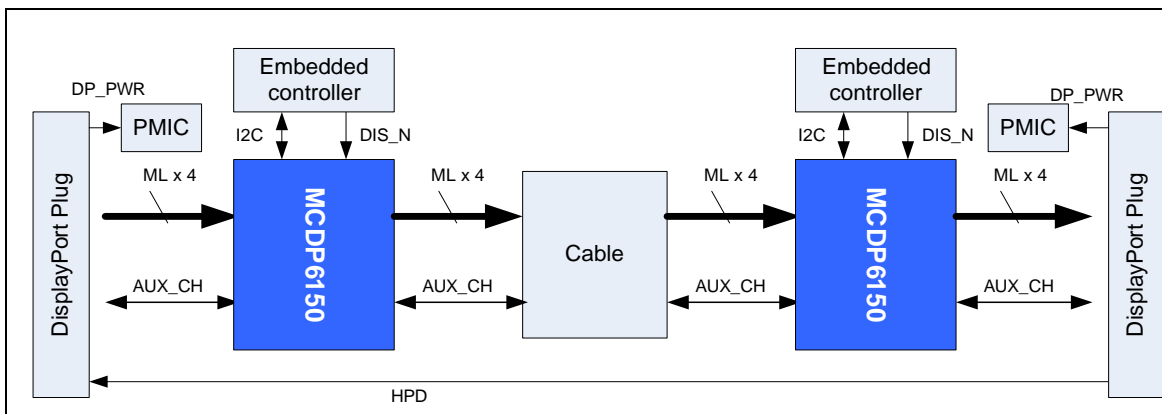 Embedded
controller
Embedded
controller
DP_PWR
DP_PWR
PMIC
PMIC
I2C
DIS_N
I2C
DIS_N
DisplayPort Plug
ML x 4
MCDP6150
ML x 4
Cable
ML x 4
MCDP6150
ML x 4
DisplayPort Plug
AUX_CH
AUX_CH
AUX_CH
AUX_CH
HPD